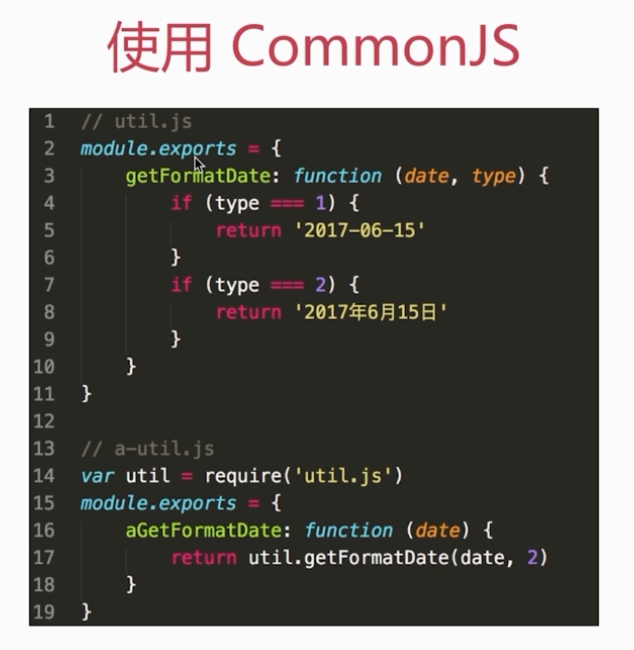 使用 CommonJS
1 // util.js
2 module.exports = {
3 getFormatDate: function (date, type) {
4 if (type === 1) {
5 return '2017-06-15'
6 }
7 if (type === 2) {
8 return '2017年6月15日'
9 }
10 }
11 }
12
13 // a-util.js
14 var util = require('util.js')
15 module.exports = {
16 aGetFormatDate: function (date) {
17 return util.getFormatDate(date, 2)
18 }
19 }